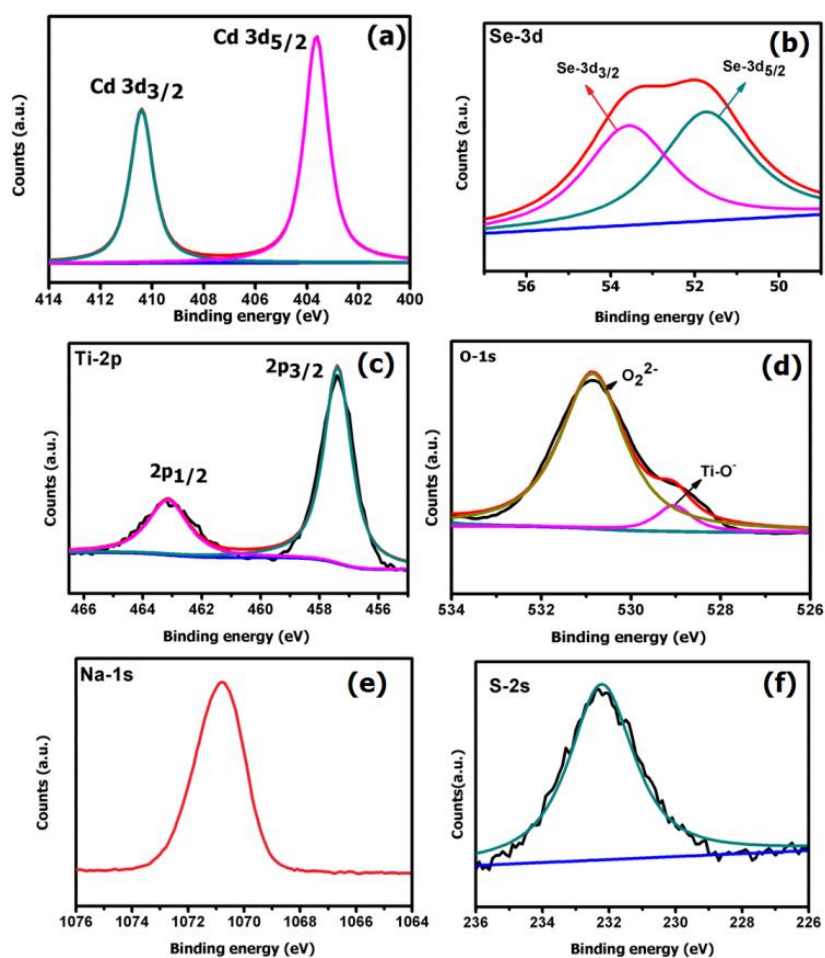 (a)
Cd 3d5/2
Cd 3d3/2
Counts (a.u.)
414 412 410 408 406 404 402 400
Binding energy (eV)
Se-3d
(b)
Se-3d3/2
Se-3d5/2
Counts (a.u.)
56 54 52 50
Binding energy (eV)
Ti-2p
(c)
2p3/2
2p1/2
Counts (a.u.)
466 464 462 460 458 456
Binding energy (eV)
O-1s
(d)
O2 2-
Ti-O-
Counts (a.u.)
534 532 530 528 526
Binding energy (eV)
Na-1s
(e)
Counts (a.u.)
1076 1074 1072 1070 1068 1066 1064
Binding energy (eV)
S-2s
(f)
Counts(a.u.)
236 234 232 230 228 226
Binding energy (eV)